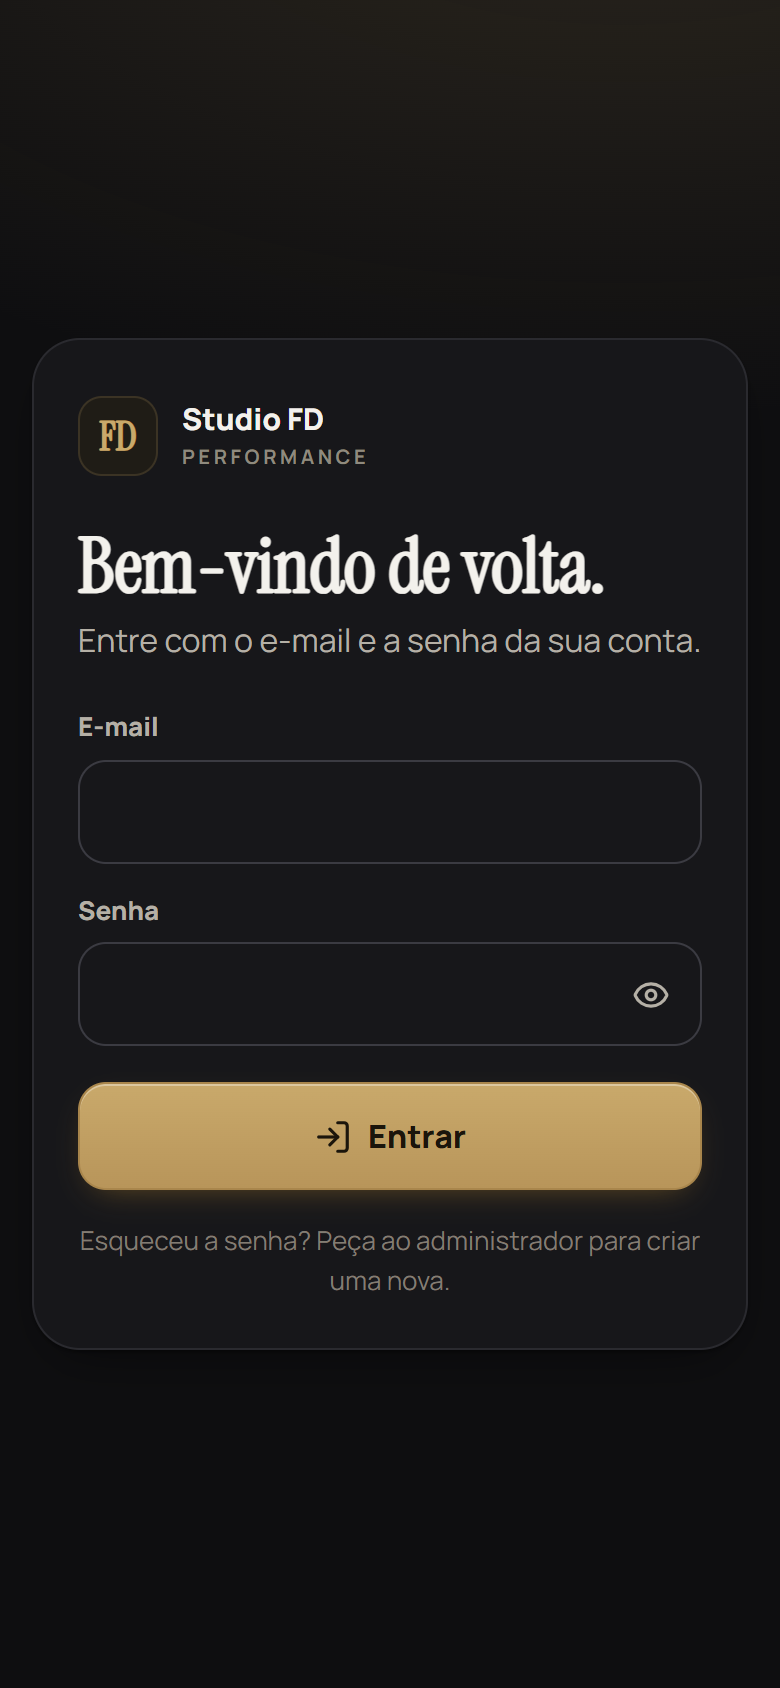 FD
Studio FD
PERFORMANCE
Bem-vindo de volta.
Entre com o e-mail e a senha da sua conta.
E-mail
Senha
Entrar
Esqueceu a senha? Peça ao administrador para criar
uma nova.